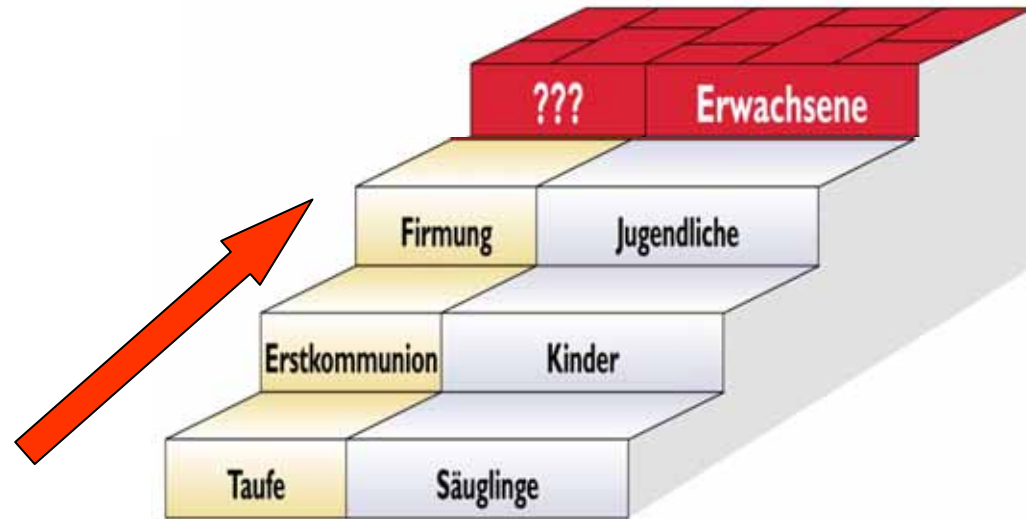 ??? Erwachsene
Firmung Jugendliche
Erstkommunion Kinder
Taufe Säuglinge